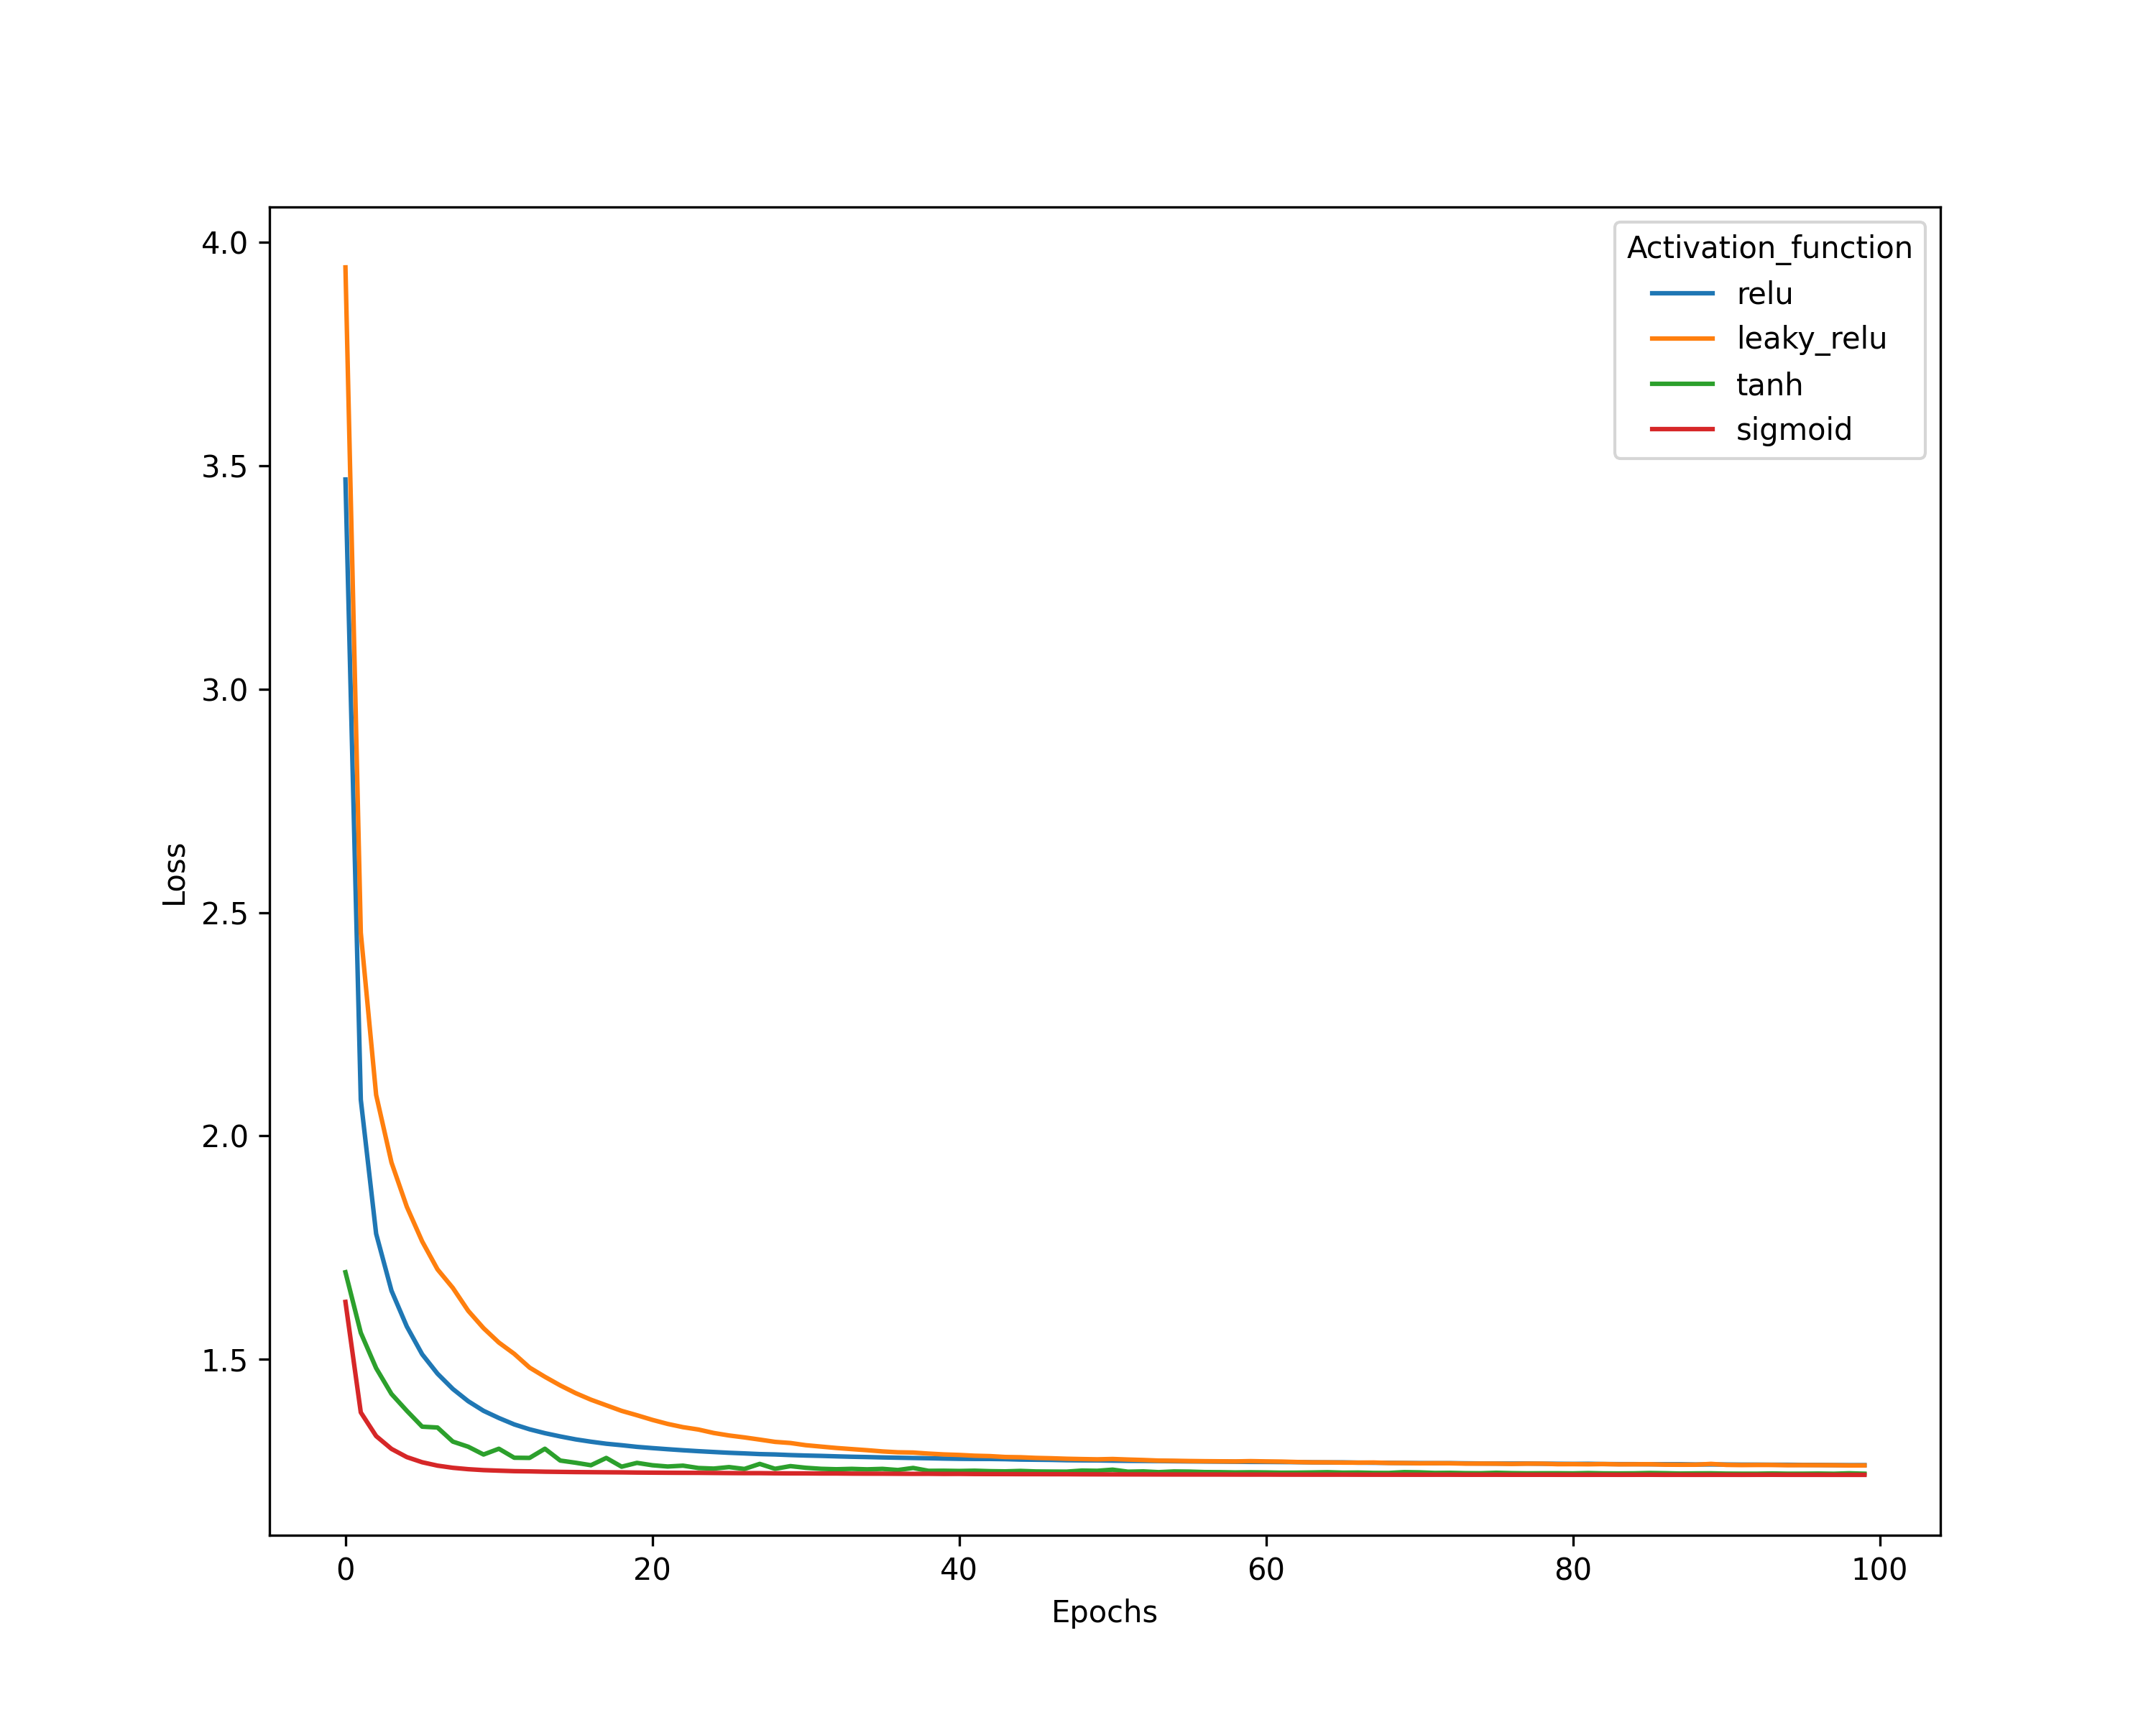 4.0
3.5
3.0
2.5
2.0
1.5
Loss
0 20 40 60 80 100
Epochs
Activation_function
relu
leaky_relu
tanh
sigmoid